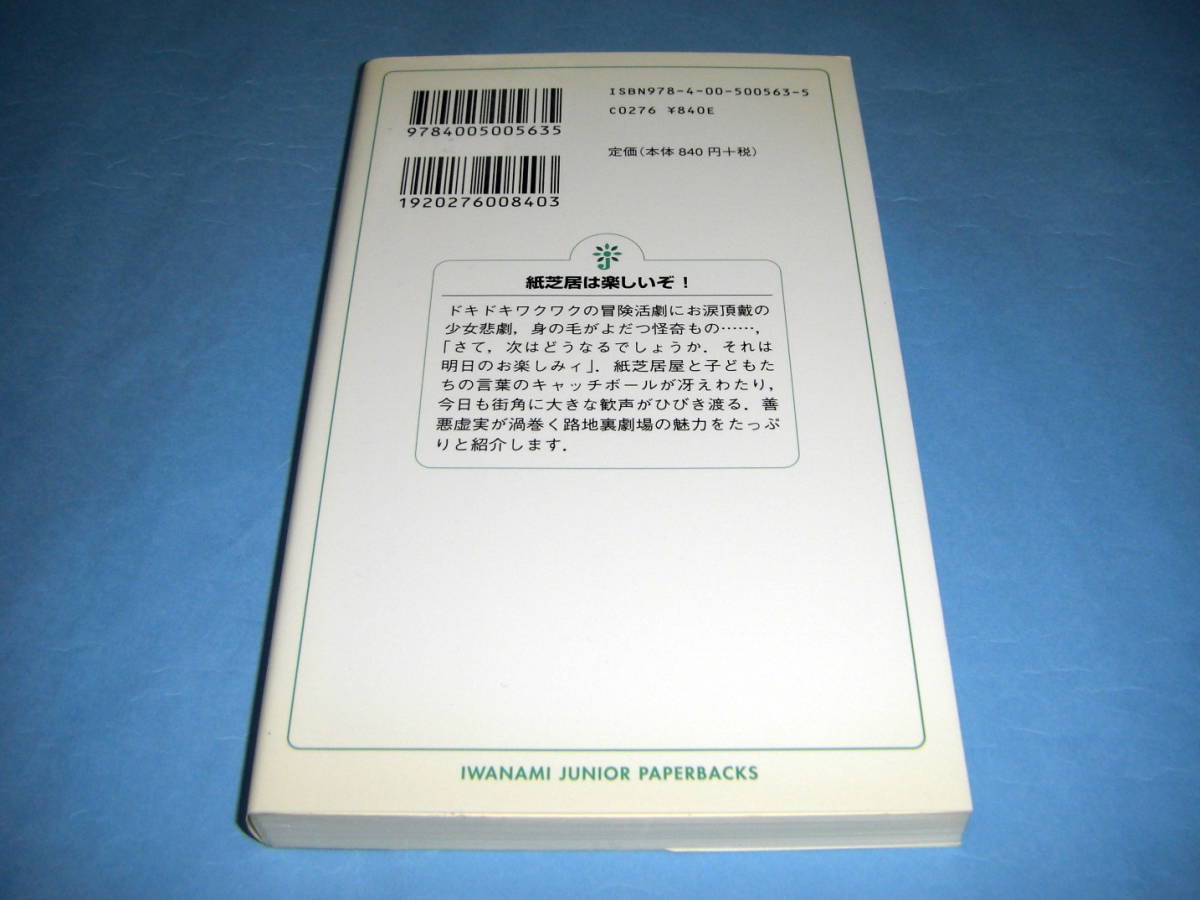 ISBN978-4-00-500563-5
C0276 ¥840E
9784005005635
定価(本体 840 円+税)
1920276008403
紙芝居は楽しいぞ!
ドキドキワクワクの冒険活劇にお涙頂戴の
少女悲劇,身の毛がよだつ怪奇もの……,
「さて,次はどうなるでしょうか.それは
明日のお楽しみィ」.紙芝居屋と子どもた
ちの言葉のキャッチボールが冴えわたり,
今日も街角に大きな歓声がひびき渡る.善
悪虚実が渦巻く路地裏劇場の魅力をたっぷ
りと紹介します.
IWANAMI JUNIOR PAPERBACKS